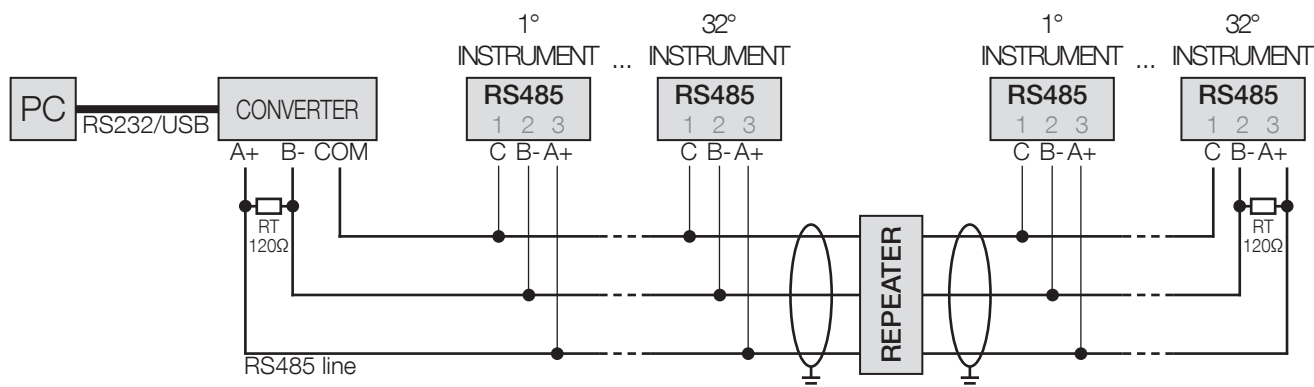 1° 32° 1° 32°
INSTRUMENT ... INSTRUMENT INSTRUMENT ... INSTRUMENT
PC RS232/USB CONVERTER RS485 RS485 RS485 RS485
1 2 3 1 2 3 1 2 3 1 2 3
A+ B- COM C B- A+ C B- A+ C B- A+ C B- A+
RT RT
120Ω 120Ω
REPEATER
RS485 line